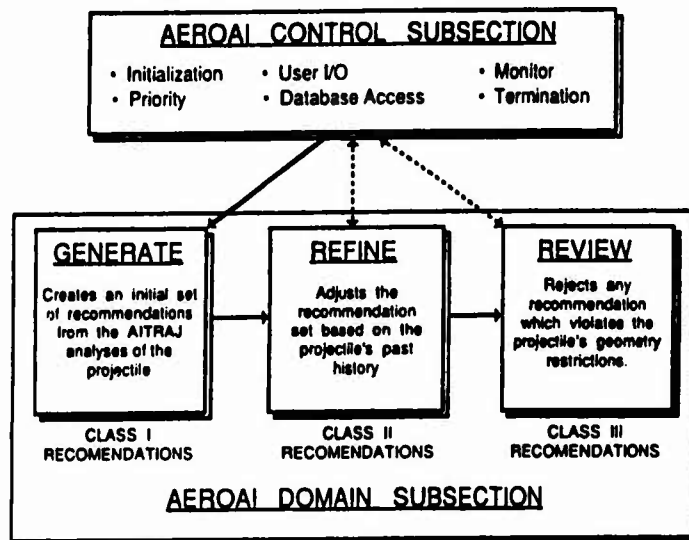 AEROAI CONTROL SUBSECTION
• Initialization • User I/O • Monitor
• Priority • Database Access • Termination
GENERATE
Creates an initial set
of recommendations
from the AITRAJ
analyses of the
projectile
REFINE
Adjusts the
recommendation
set based on the
projectile's past
history
REVIEW
Rejects any
recommendation
which violates the
projectile's geometry
restrictions.
CLASS I
RECOMENDATIONS
CLASS II
RECOMENDATIONS
CLASS III
RECOMENDATIONS
AEROAI DOMAIN SUBSECTION